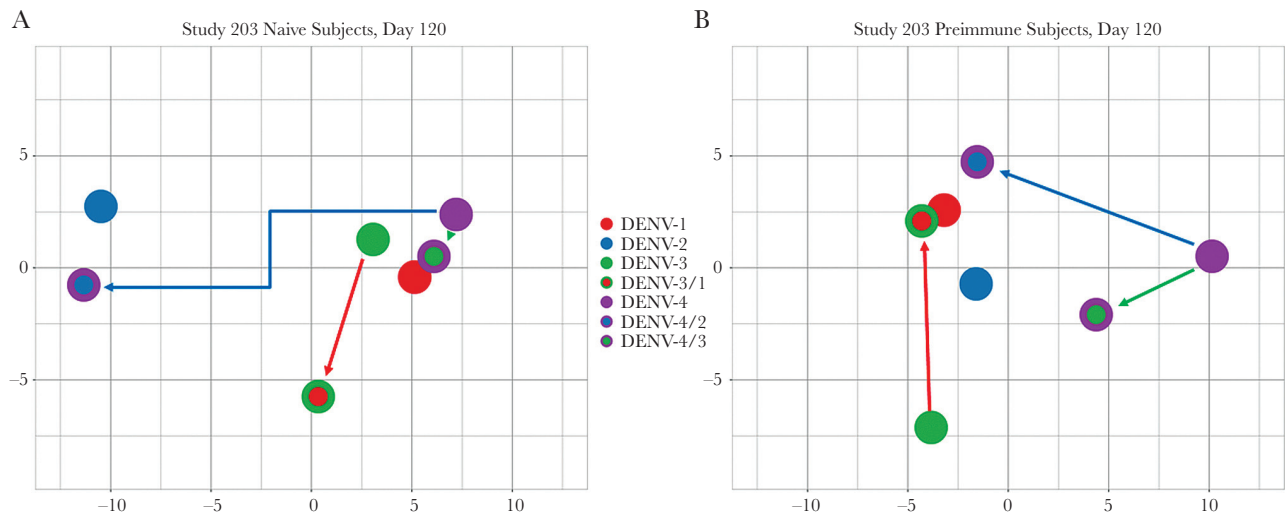 A
Study 203 Naive Subjects, Day 120
5
0
−5
−10
−5
0
5
10
DENV-1
DENV-2
DENV-3
DENV-3/1
DENV-4
DENV-4/2
DENV-4/3
B
Study 203 Preimmune Subjects, Day 120
5
0
−5
−10
−5
0
5
10